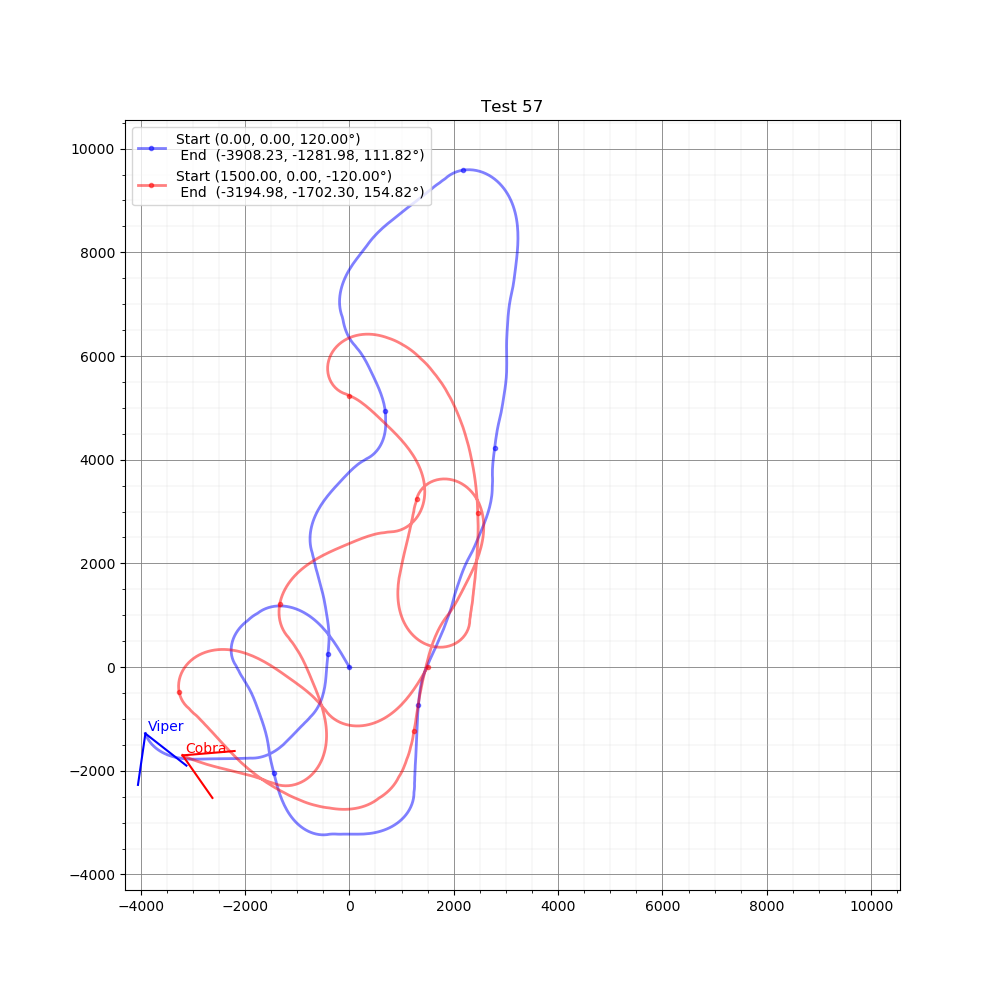 Test 57
Start (0.00, 0.00, 120.00°)
End (-3908.23, -1281.98, 111.82°)
Start (1500.00, 0.00, -120.00°)
End (-3194.98, -1702.30, 154.82°)
10000
8000
6000
4000
2000
0
−2000
−4000
Viper
Cobra
−4000 −2000 0 2000 4000 6000 8000 10000